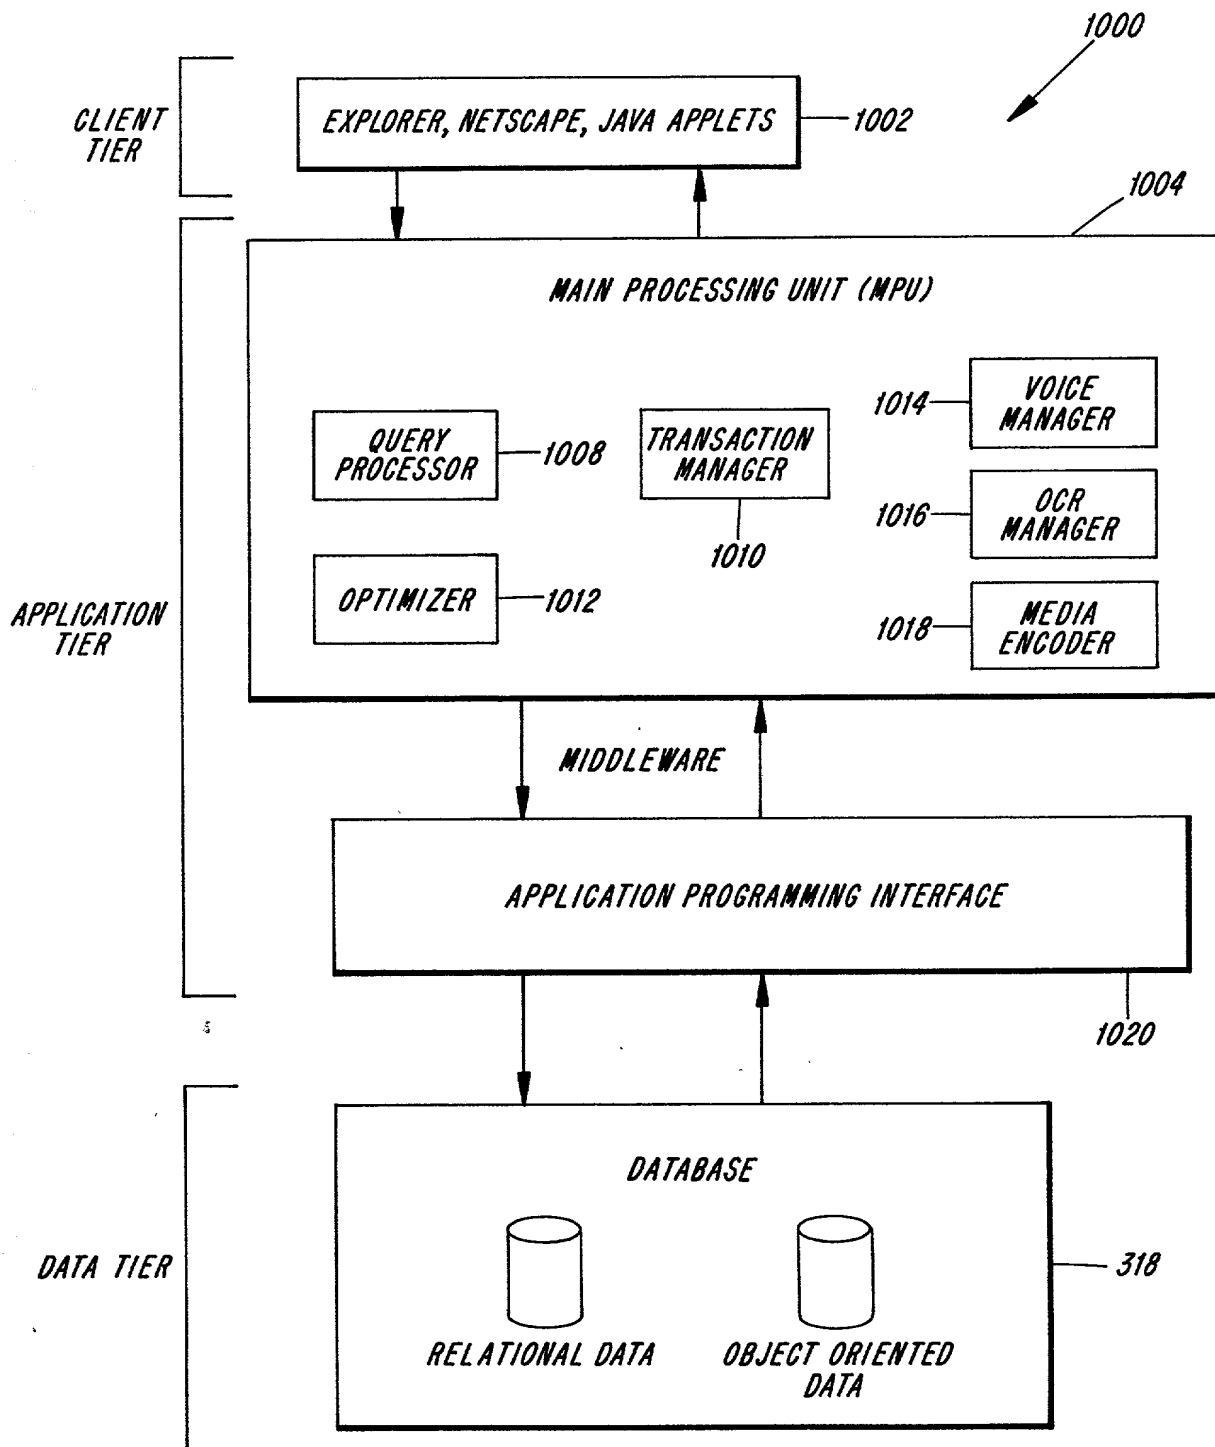 1000
CLIENT
TIER
EXPLORER, NETSCAPE, JAVA APPLETS
1002
1004
MAIN PROCESSING UNIT (MPU)
APPLICATION
TIER
QUERY
PROCESSOR
1008
TRANSACTION
MANAGER
1010
1014
VOICE
MANAGER
1016
OCR
MANAGER
OPTIMIZER
1012
1018
MEDIA
ENCODER
MIDDLEWARE
APPLICATION PROGRAMMING INTERFACE
1020
DATA TIER
DATABASE
318
RELATIONAL DATA
OBJECT ORIENTED
DATA